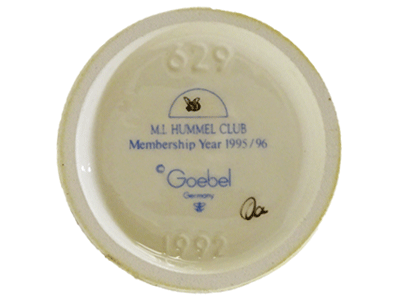 629
M.I. HUMMEL CLUB
Membership Year 1995/96
© Goebel
Germany
1992